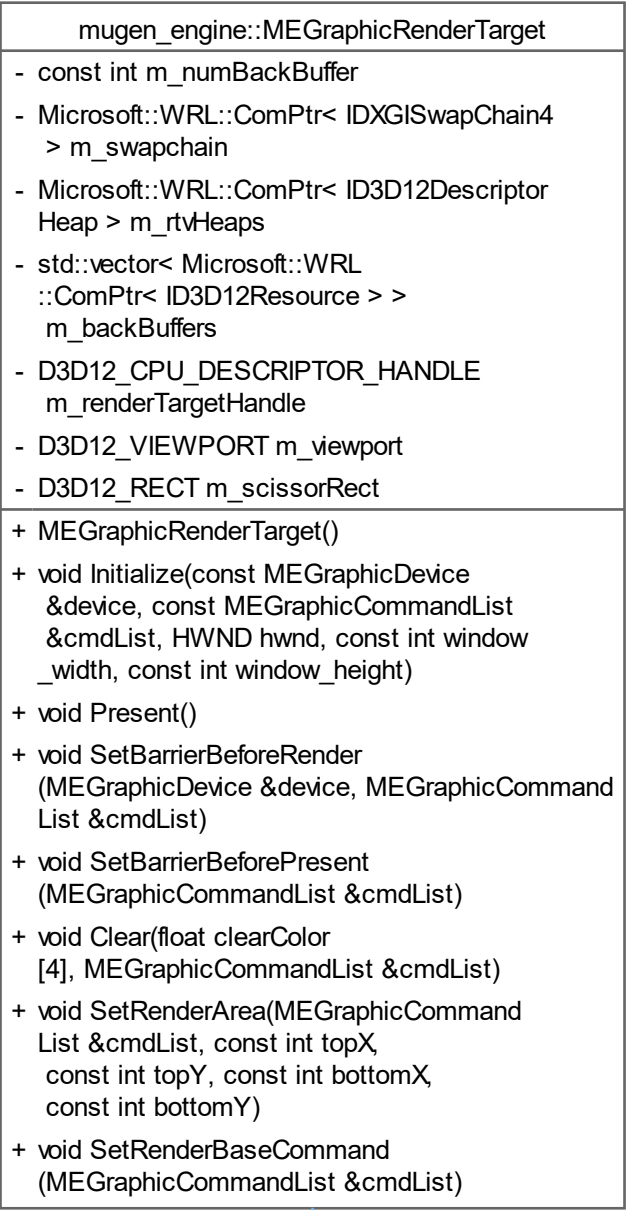 mugen_engine::MEGraphicRenderTarget
- const int m_numBackBuffer
- Microsoft::WRL::ComPtr< IDXGISwapChain4
> m_swapchain
- Microsoft::WRL::ComPtr< ID3D12Descriptor
Heap > m_rtvHeaps
- std::vector< Microsoft::WRL
::ComPtr< ID3D12Resource > >
m_backBuffers
- D3D12_CPU_DESCRIPTOR_HANDLE
m_renderTargetHandle
- D3D12_VIEWPORT m_viewport
- D3D12_RECT m_scissorRect
+ MEGraphicRenderTarget()
+ void Initialize(const MEGraphicDevice
&device, const MEGraphicCommandList
&cmdList, HWND hwnd, const int window
_width, const int window_height)
+ void Present()
+ void SetBarrierBeforeRender
(MEGraphicDevice &device, MEGraphicCommand
List &cmdList)
+ void SetBarrierBeforePresent
(MEGraphicCommandList &cmdList)
+ void Clear(float clearColor
[4], MEGraphicCommandList &cmdList)
+ void SetRenderArea(MEGraphicCommand
List &cmdList, const int topX,
const int topY, const int bottomX,
const int bottomY)
+ void SetRenderBaseCommand
(MEGraphicCommandList &cmdList)